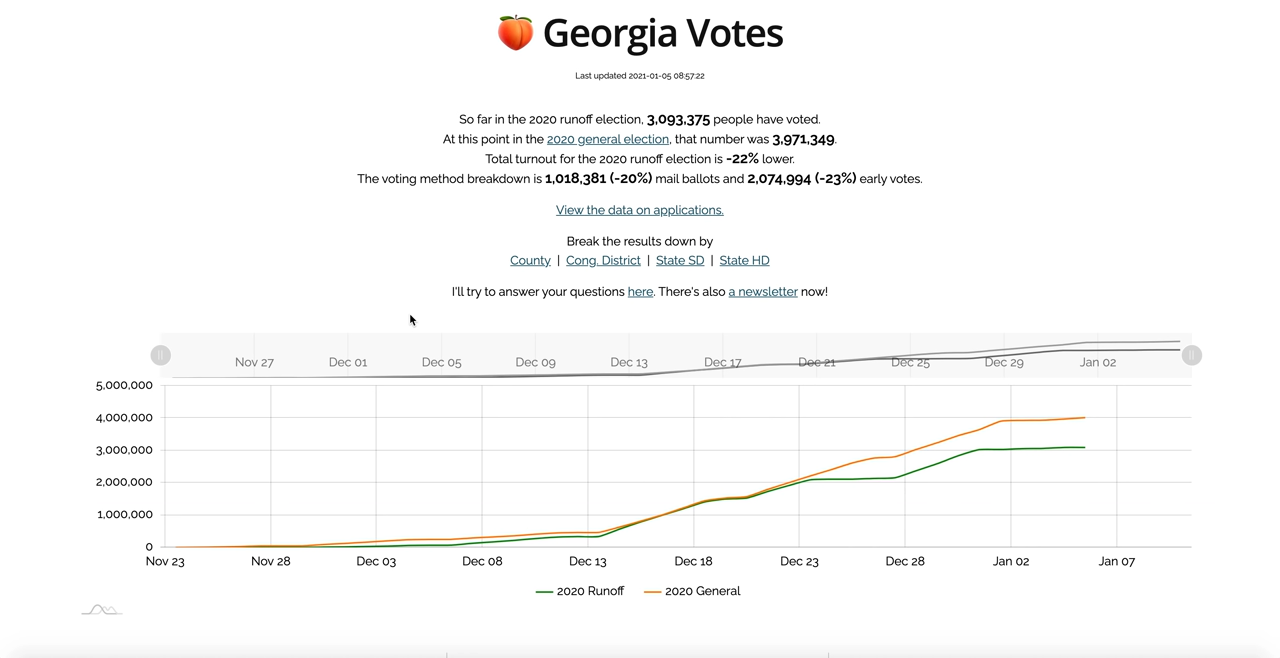 🍑 Georgia Votes
Last updated 2021-01-05 08:57:22
So far in the 2020 runoff election, 3,093,375 people have voted.
At this point in the 2020 general election, that number was 3,971,349.
Total turnout for the 2020 runoff election is -22% lower.
The voting method breakdown is 1,018,381 (-20%) mail ballots and 2,074,994 (-23%) early votes.
View the data on applications.
Break the results down by
County | Cong. District | State SD | State HD
I'll try to answer your questions here. There's also a newsletter now!
Nov 27 Dec 01 Dec 05 Dec 09 Dec 13 Dec 17 Dec 21 Dec 25 Dec 29 Jan 02
5,000,000
4,000,000
3,000,000
2,000,000
1,000,000
0
Nov 23 Nov 28 Dec 03 Dec 08 Dec 13 Dec 18 Dec 23 Dec 28 Jan 02 Jan 07
2020 Runoff 2020 General